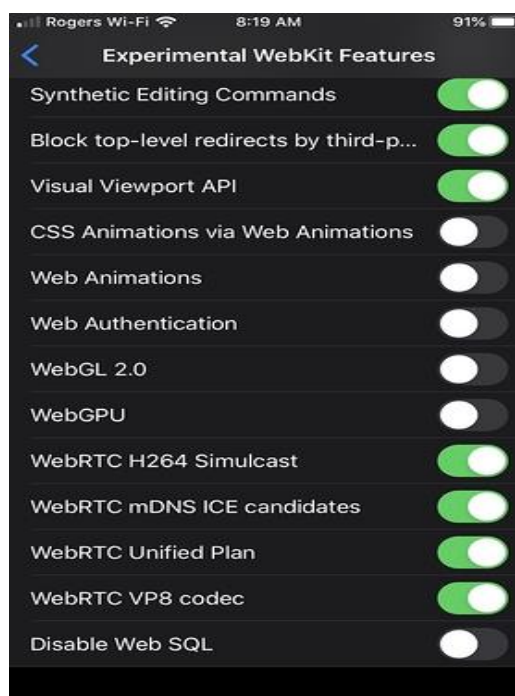 Rogers Wi-Fi 8:19 AM 91%
Experimental WebKit Features
Synthetic Editing Commands
Block top-level redirects by third-p...
Visual Viewport API
CSS Animations via Web Animations
Web Animations
Web Authentication
WebGL 2.0
WebGPU
WebRTC H264 Simulcast
WebRTC mDNS ICE candidates
WebRTC Unified Plan
WebRTC VP8 codec
Disable Web SQL